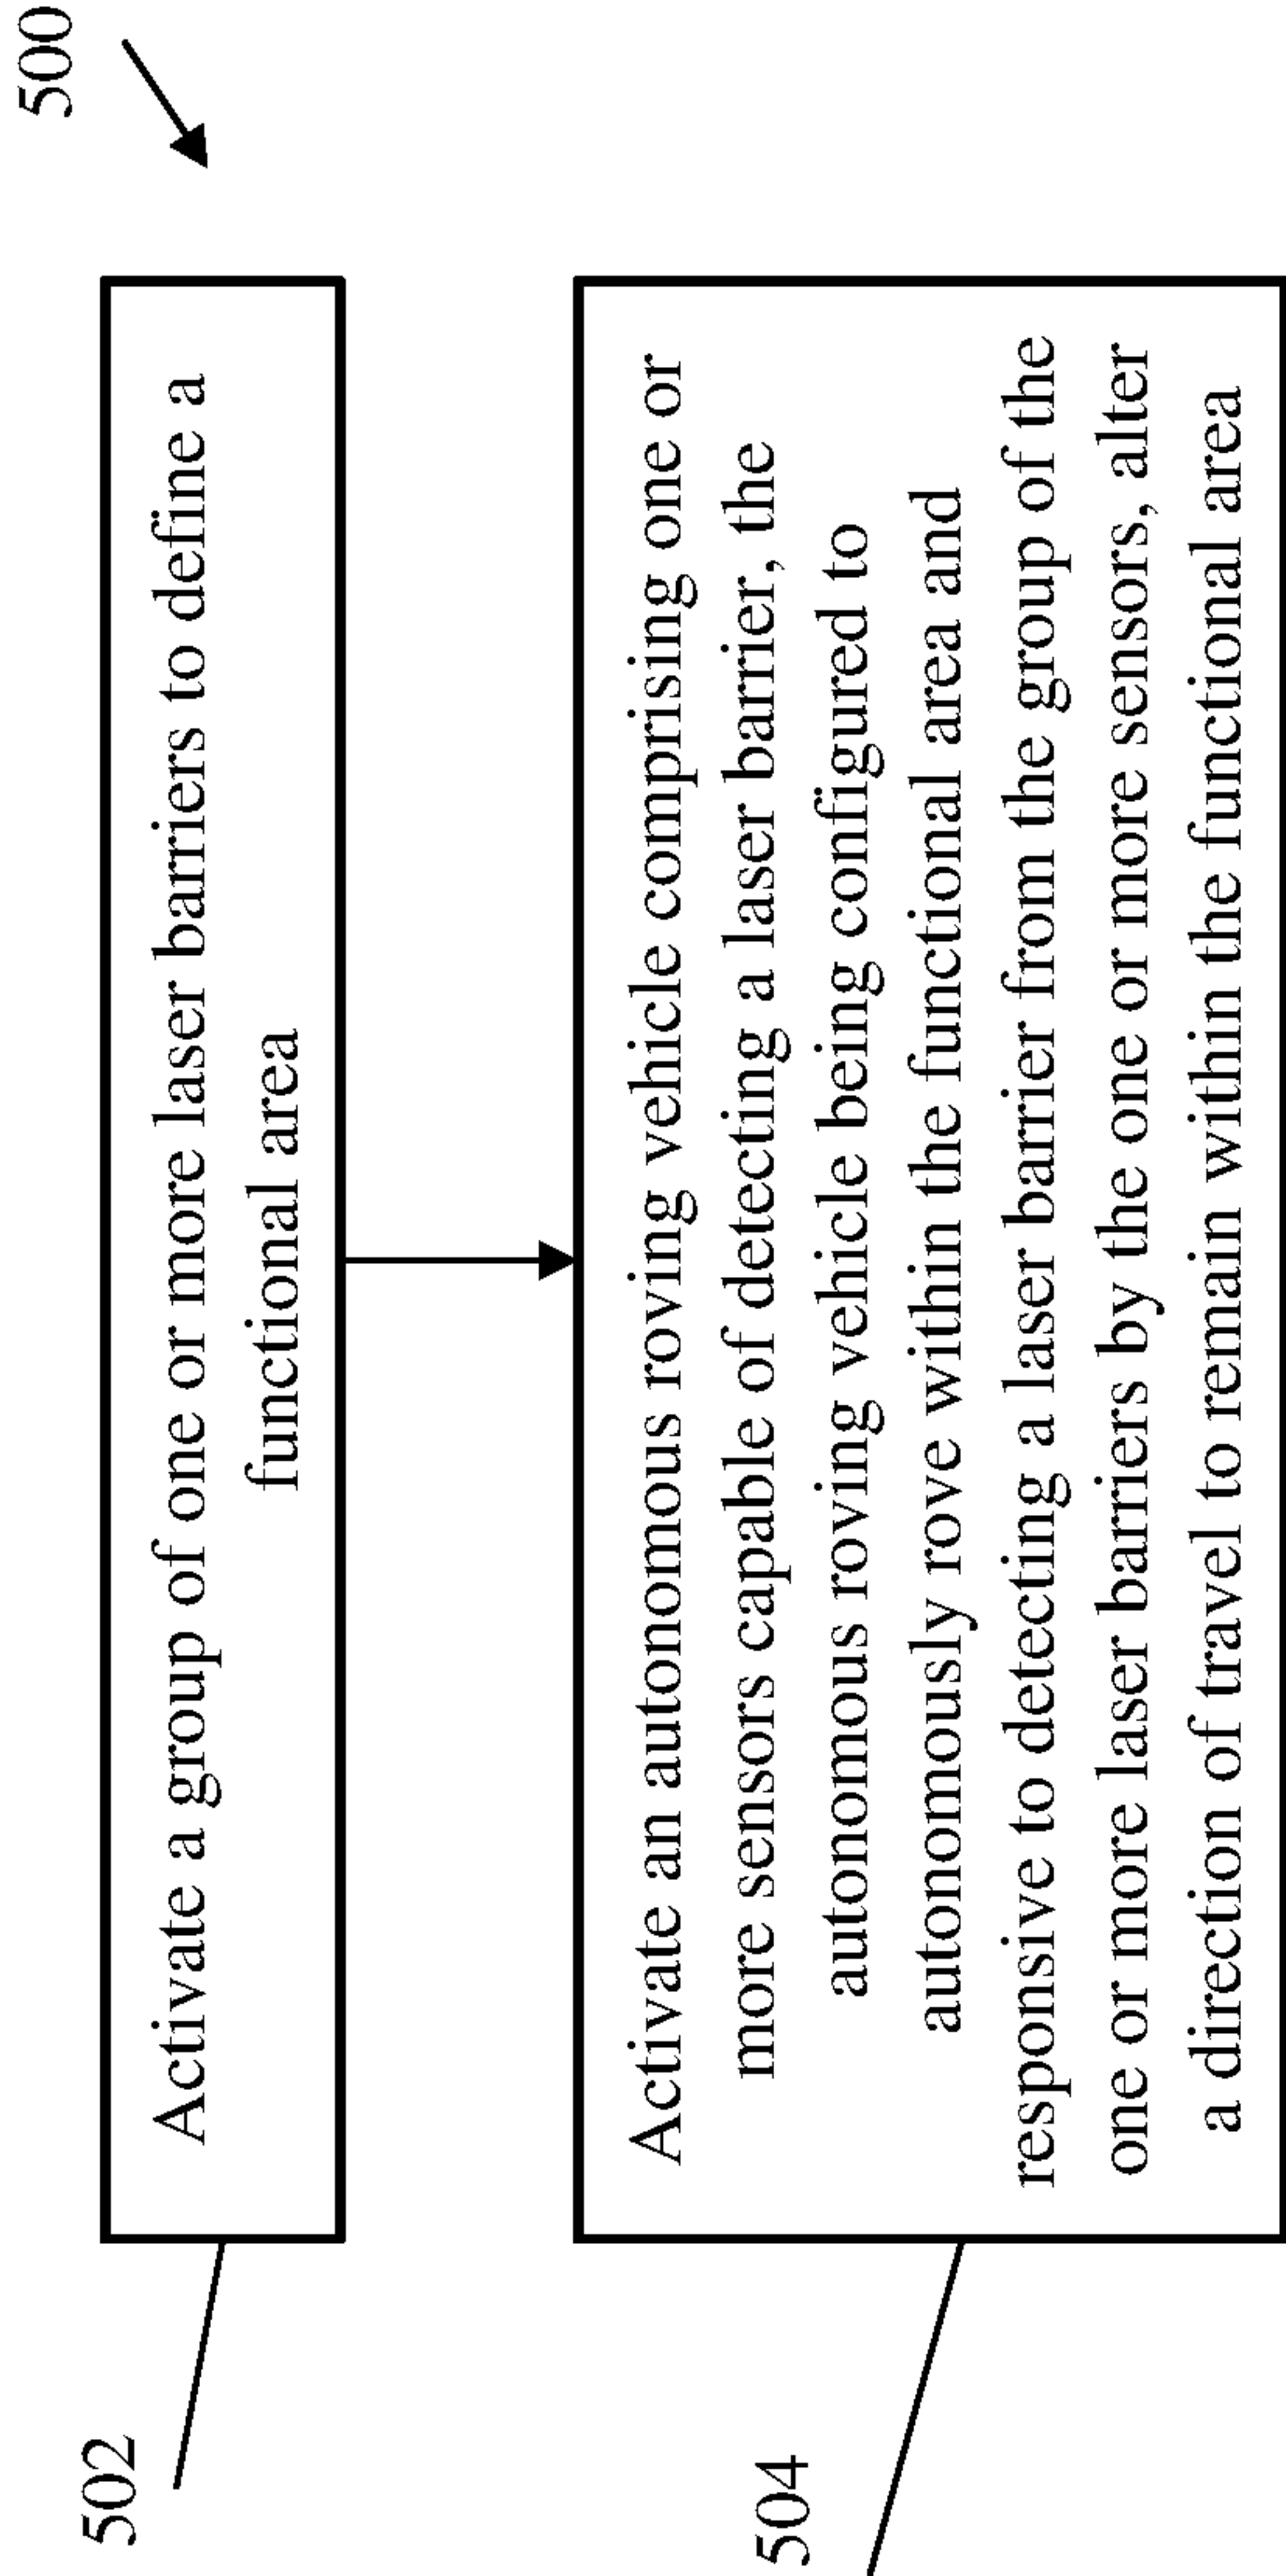 500
502
Activate a group of one or more laser barriers to define a
functional area
504
Activate an autonomous roving vehicle comprising one or
more sensors capable of detecting a laser barrier, the
autonomous roving vehicle being configured to
autonomously rove within the functional area and
responsive to detecting a laser barrier from the group of the
one or more laser barriers by the one or more sensors, alter
a direction of travel to remain within the functional area